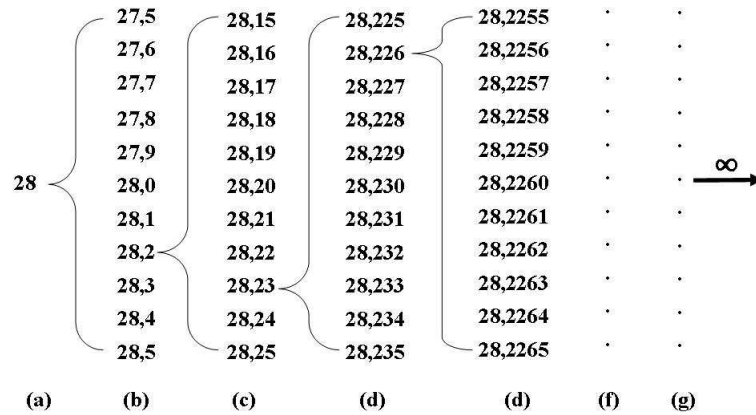 27,5 28,15 28,225 28,2255 . .
27,6 28,16 28,226 28,2256 . .
27,7 28,17 28,227 28,2257 . .
27,8 28,18 28,228 28,2258 . .
27,9 28,19 28,229 28,2259 . . ∞
28 28,0 28,20 28,230 28,2260 . .
28,1 28,21 28,231 28,2261 . .
28,2 28,22 28,232 28,2262 . .
28,3 28,23 28,233 28,2263 . .
28,4 28,24 28,234 28,2264 . .
28,5 28,25 28,235 28,2265 . .
(a) (b) (c) (d) (d) (f) (g)